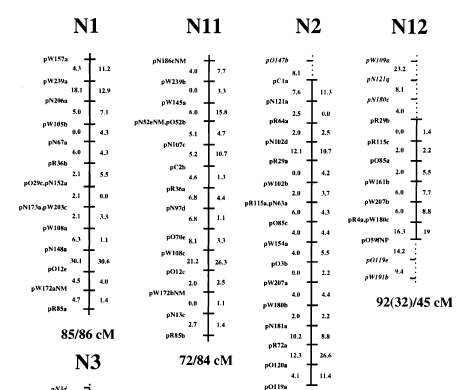 N1
pW157a
4.3 11.2
pW239a
18.1 12.9
pN206a
5.0 7.1
pW105b
0.0 4.3
pN67a
6.0 4.3
pR36b
2.1 5.5
pO29c,pN152a
2.1 0.0
pN173a,pW203c
2.1 3.3
pW108a
6.3 1.1
pN148a
30.1 30.6
pO12e
4.5 4.0
pW172aNM
4.7 1.4
pR85a
85/86 cM
N3
N11
pN186cNM
4.0 7.7
pW239b
0.0 3.3
pW145a
6.0 15.8
pN52eNM,pO52b
5.1 4.7
pN107c
5.2 10.7
pC2b
4.6 1.3
pR36a
6.8 4.4
pN97d
6.8 1.1
pO70e
8.1 3.3
pW108c
21.2 26.3
pO12c
2.0 2.5
pW172bNM
0.0 1.1
pN13c
2.7 1.4
pR85b
72/84 cM
N2
pO147b
8.1
pC1a
7.6 11.3
pN121a
2.5 0.0
pR64a
2.0 2.5
pN102d
12.1 10.7
pR29a
0.0 4.2
pW102b
2.0 3.7
pR115a,pN63a
6.0 4.3
pO85c
4.0 4.4
pW154a
4.0 5.5
pO3b
0.0 2.2
pW207a
4.0 4.4
pW180b
2.0 2.2
pN181a
10.2 8.8
pR72a
12.3 26.6
pO120a
4.1 11.4
pO119a
N12
pW189a
23.2
pN121q
8.1
pN180c
4.0
pR29b
0.0 1.4
pR115c
2.0 2.2
pO85a
2.0 5.5
pW161b
6.0 7.7
pW207b
6.0 8.8
pR4a,pW180c
16.3 19
pO59NP
14.2
pO119e
9.4
pW191b
92(32)/45 cM